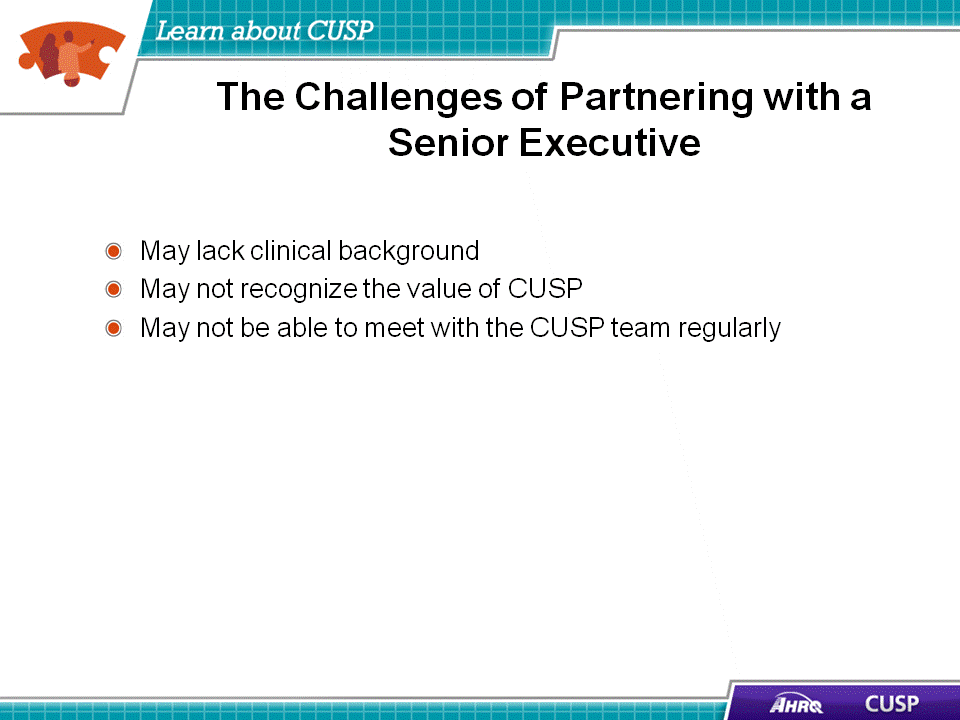 Learn about CUSP
The Challenges of Partnering with a
Senior Executive
May lack clinical background
May not recognize the value of CUSP
May not be able to meet with the CUSP team regularly
AHRQ
CUSP